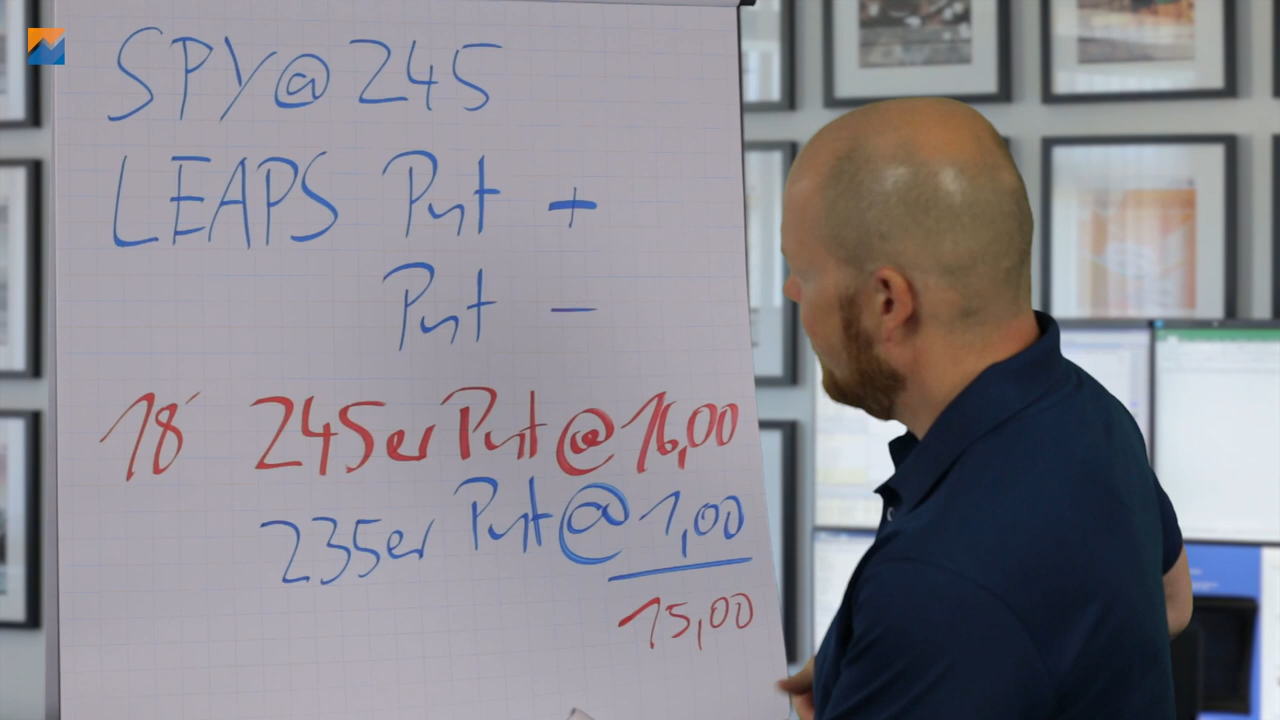 SPY@245
LEAPS Put +
Put -
18' 245er Put @ 16,00
235er Put @ 1,00
15,00